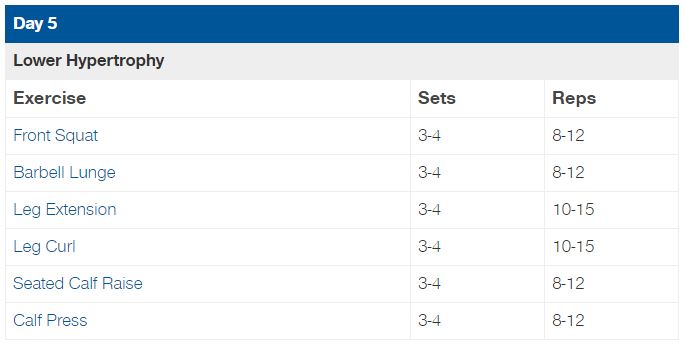 Day 5
Lower Hypertrophy
Exercise Sets Reps
Front Squat 3-4 8-12
Barbell Lunge 3-4 8-12
Leg Extension 3-4 10-15
Leg Curl 3-4 10-15
Seated Calf Raise 3-4 8-12
Calf Press 3-4 8-12